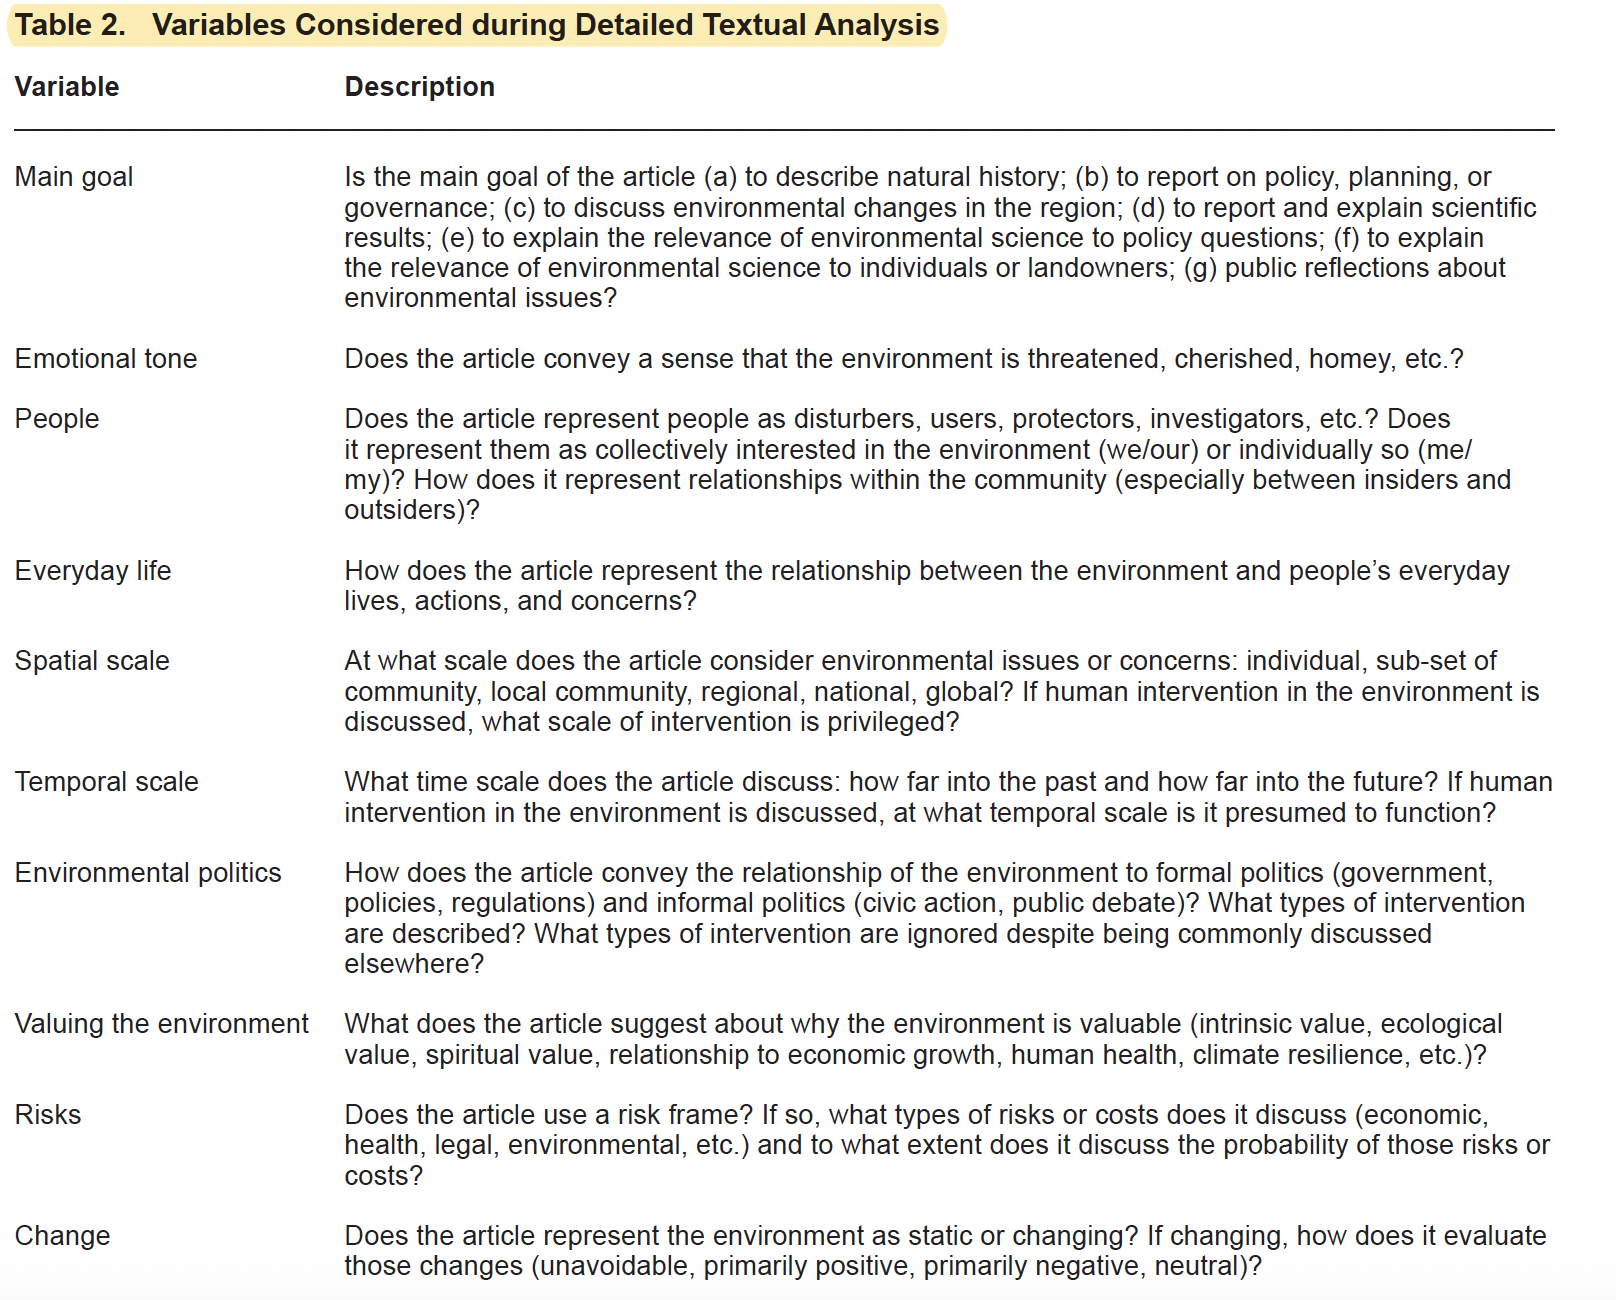 Table 2. Variables Considered during Detailed Textual Analysis
Variable Description
Main goal Is the main goal of the article (a) to describe natural history; (b) to report on policy, planning, or
governance; (c) to discuss environmental changes in the region; (d) to report and explain scientific
results; (e) to explain the relevance of environmental science to policy questions; (f) to explain
the relevance of environmental science to individuals or landowners; (g) public reflections about
environmental issues?
Emotional tone Does the article convey a sense that the environment is threatened, cherished, homey, etc.?
People Does the article represent people as disturbers, users, protectors, investigators, etc.? Does
it represent them as collectively interested in the environment (we/our) or individually so (me/
my)? How does it represent relationships within the community (especially between insiders and
outsiders)?
Everyday life How does the article represent the relationship between the environment and people’s everyday
lives, actions, and concerns?
Spatial scale At what scale does the article consider environmental issues or concerns: individual, sub-set of
community, local community, regional, national, global? If human intervention in the environment is
discussed, what scale of intervention is privileged?
Temporal scale What time scale does the article discuss: how far into the past and how far into the future? If human
intervention in the environment is discussed, at what temporal scale is it presumed to function?
Environmental politics How does the article convey the relationship of the environment to formal politics (government,
policies, regulations) and informal politics (civic action, public debate)? What types of intervention
are described? What types of intervention are ignored despite being commonly discussed
elsewhere?
Valuing the environment What does the article suggest about why the environment is valuable (intrinsic value, ecological
value, spiritual value, relationship to economic growth, human health, climate resilience, etc.)?
Risks Does the article use a risk frame? If so, what types of risks or costs does it discuss (economic,
health, legal, environmental, etc.) and to what extent does it discuss the probability of those risks or
costs?
Change Does the article represent the environment as static or changing? If changing, how does it evaluate
those changes (unavoidable, primarily positive, primarily negative, neutral)?